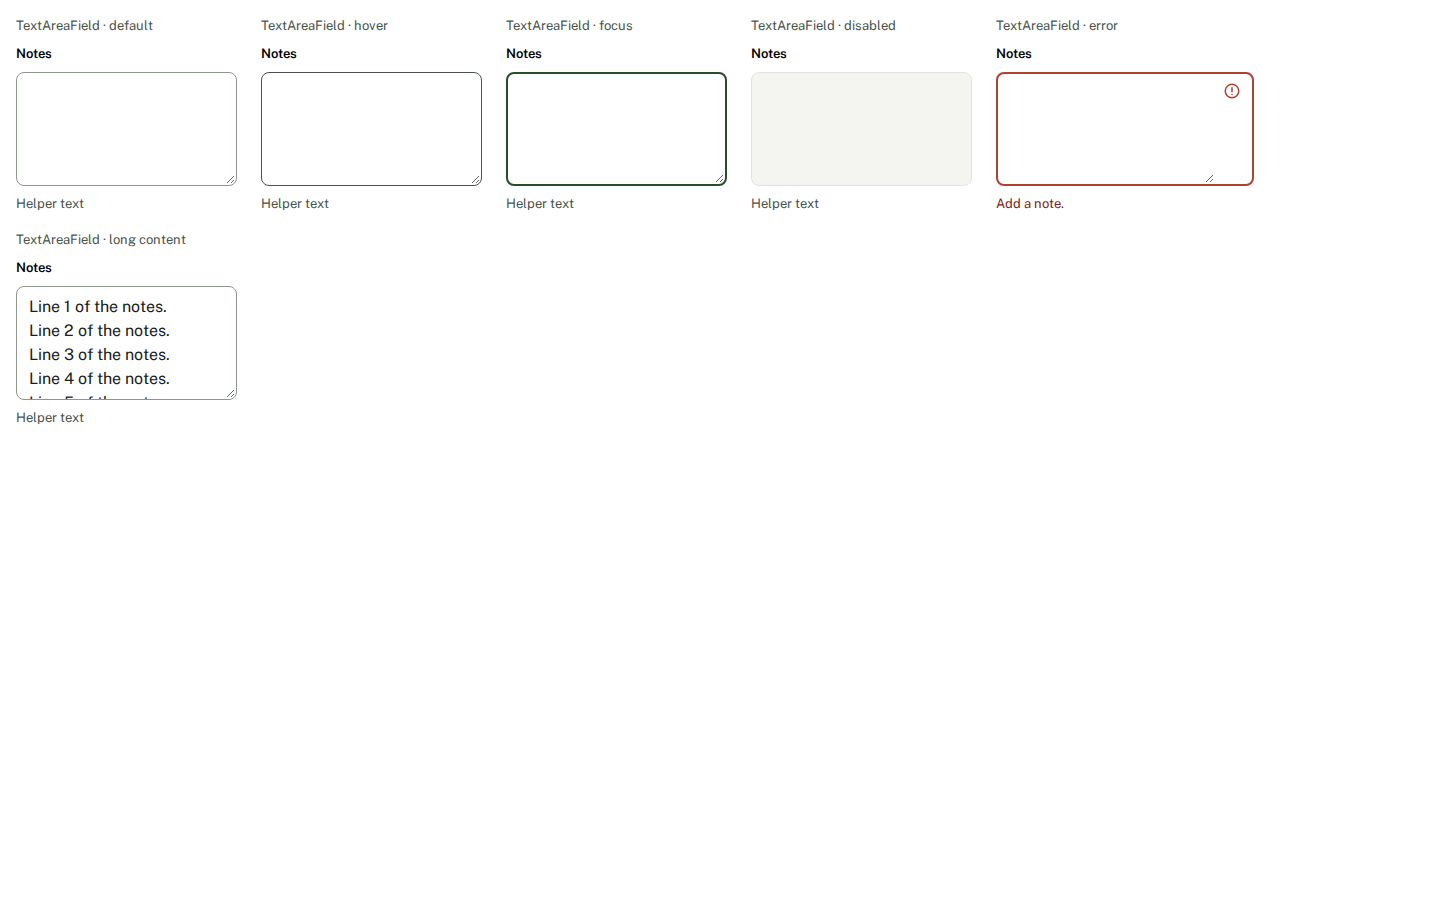 TextAreaField · default
Notes
Helper text
TextAreaField · hover
Notes
Helper text
TextAreaField · focus
Notes
Helper text
TextAreaField · disabled
Notes
Helper text
TextAreaField · error
Notes
Add a note.
TextAreaField · long content
Notes
Line 1 of the notes.
Line 2 of the notes.
Line 3 of the notes.
Line 4 of the notes.
Helper text